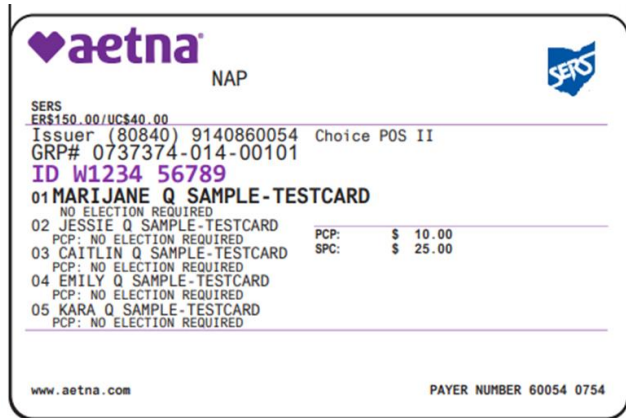 aetna
NAP
SERS
SERS
ER$150.00/UC$40.00
Issuer (80840) 9140860054 Choice POS II
GRP# 0737374-014-00101
ID W1234 56789
01 MARIJANE Q SAMPLE-TESTCARD
NO ELECTION REQUIRED
02 JESSIE Q SAMPLE-TESTCARD
PCP: NO ELECTION REQUIRED
03 CAITLIN Q SAMPLE-TESTCARD
PCP: NO ELECTION REQUIRED
04 EMILY Q SAMPLE-TESTCARD
PCP: NO ELECTION REQUIRED
05 KARA Q SAMPLE-TESTCARD
PCP: NO ELECTION REQUIRED
PCP: $ 10.00
SPC: $ 25.00
www.aetna.com PAYER NUMBER 60054 0754